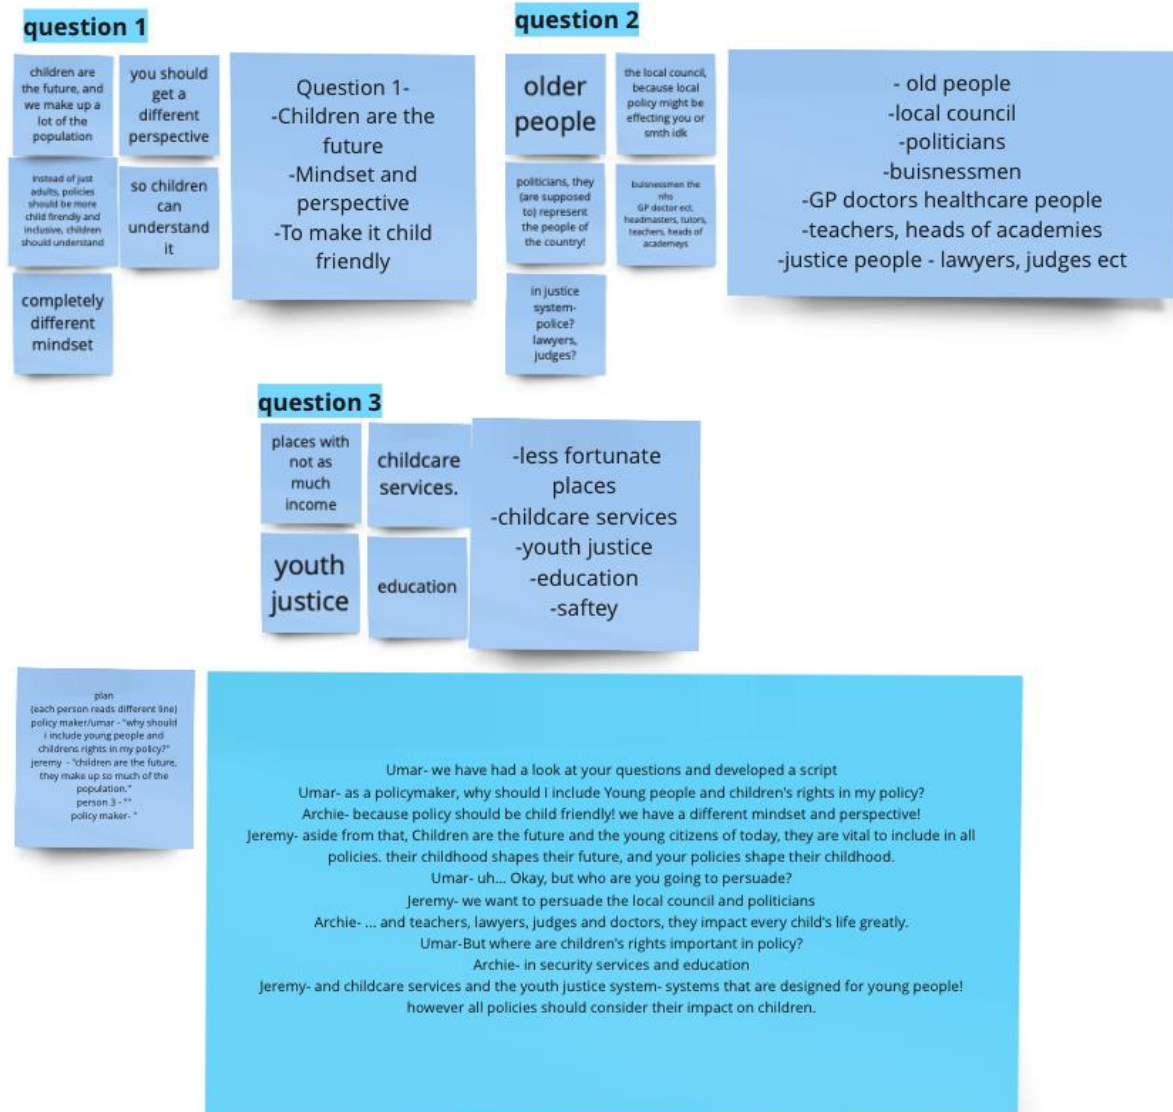 question 1
children are
the future, and
we make up a
lot of the
population
you should
get a
different
perspective
instead of just
adults, policies
should be more
child firendly and
inclusive, children
should understand
so children
can
understand
it
completely
different
mindset
Question 1-
-Children are the
future
-Mindset and
perspective
-To make it child
friendly
question 2
older
people
the local council,
because local
policy might be
effecting you or
smth idk
politicians, they
(are supposed
to) represent
the people of
the country!
buisnessmen the
nhs
GP doctor ect.
headmasters, tutors,
teachers, heads of
academeys
in justice
system-
police?
lawyers,
judges?
- old people
-local council
-politicians
-buisnessmen
-GP doctors healthcare people
-teachers, heads of academies
-justice people - lawyers, judges ect
question 3
places with
not as
much
income
childcare
services.
youth
justice
education
-less fortunate
places
-childcare services
-youth justice
-education
-saftey
plan
(each person reads different line)
policy maker/umar - "why should
i include young people and
childrens rights in my policy?"
jeremy - "children are the future,
they make up so much of the
population."
person 3 - ""
policy maker- "
Umar- we have had a look at your questions and developed a script
Umar- as a policymaker, why should I include Young people and children's rights in my policy?
Archie- because policy should be child friendly! we have a different mindset and perspective!
Jeremy- aside from that, Children are the future and the young citizens of today, they are vital to include in all
policies. their childhood shapes their future, and your policies shape their childhood.
Umar- uh... Okay, but who are you going to persuade?
Jeremy- we want to persuade the local council and politicians
Archie- ... and teachers, lawyers, judges and doctors, they impact every child's life greatly.
Umar-But where are children's rights important in policy?
Archie- in security services and education
Jeremy- and childcare services and the youth justice system- systems that are designed for young people!
however all policies should consider their impact on children.